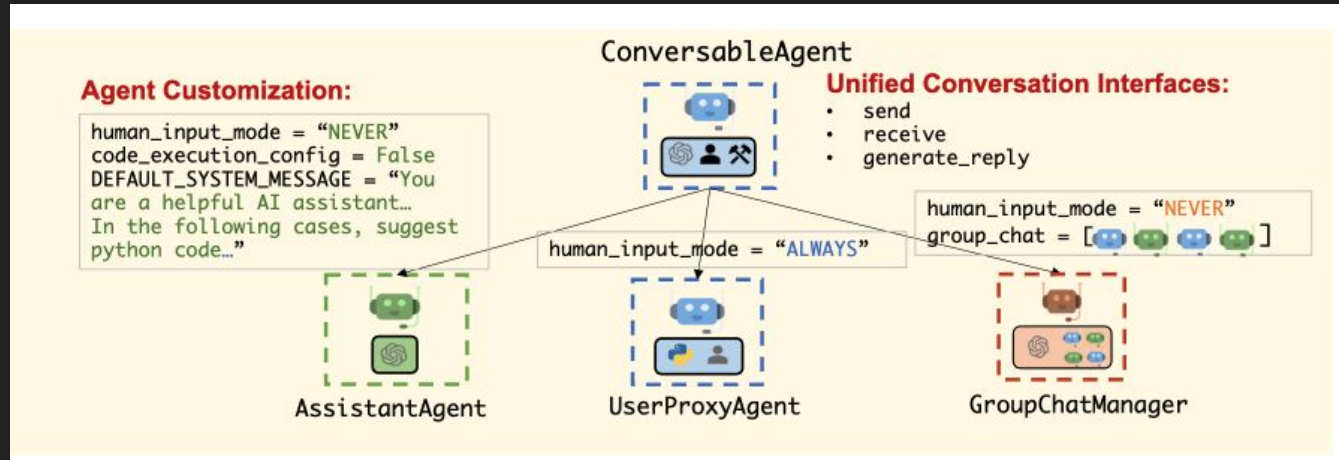 ConversableAgent
Agent Customization:
human_input_mode = “NEVER”
code_execution_config = False
DEFAULT_SYSTEM_MESSAGE = “You
are a helpful AI assistant…
In the following cases, suggest
python code…”
Unified Conversation Interfaces:
• send
• receive
• generate_reply
human_input_mode = “ALWAYS”
human_input_mode = “NEVER”
group_chat = [ ]
AssistantAgent
UserProxyAgent
GroupChatManager